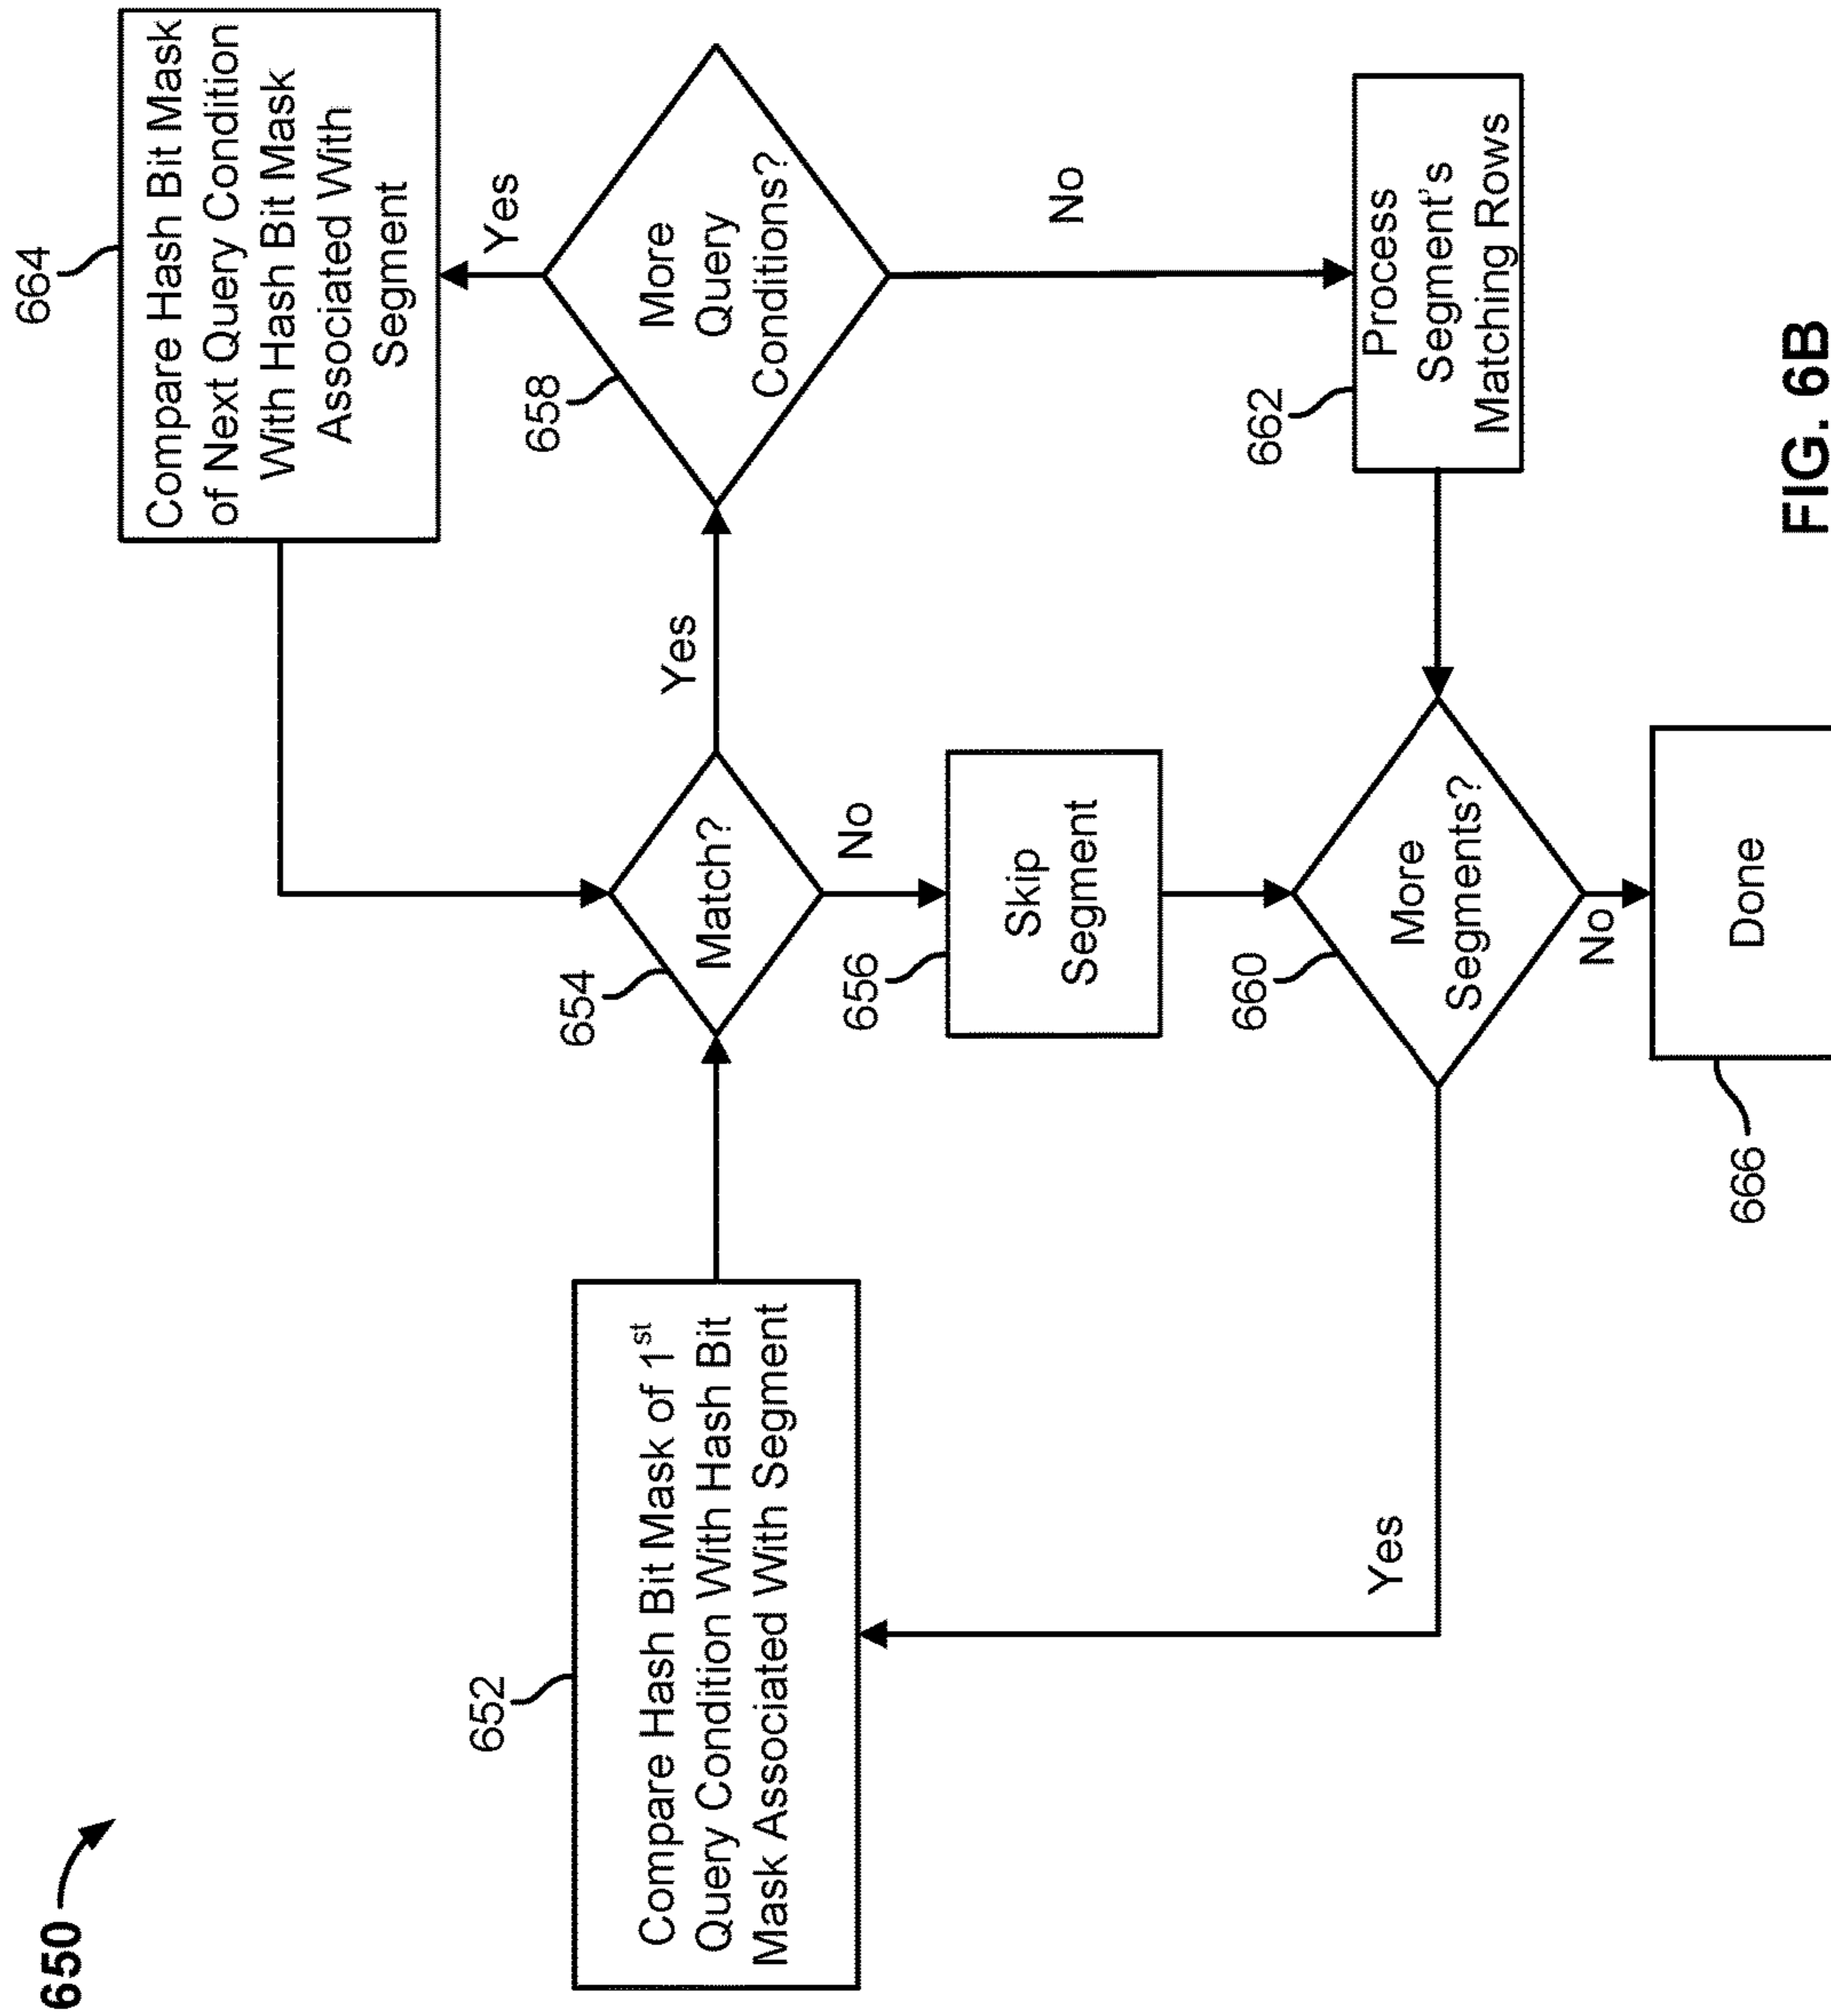 650
652
Compare Hash Bit Mask of 1st
Query Condition With Hash Bit
Mask Associated With Segment
654
Match?
Yes
No
664
Compare Hash Bit Mask
of Next Query Condition
With Hash Bit Mask
Associated With
Segment
Yes
658
More
Query
Conditions?
No
656
Skip
Segment
660
More
Segments?
Yes
No
662
Process
Segment's
Matching Rows
666
Done
FIG. 6B